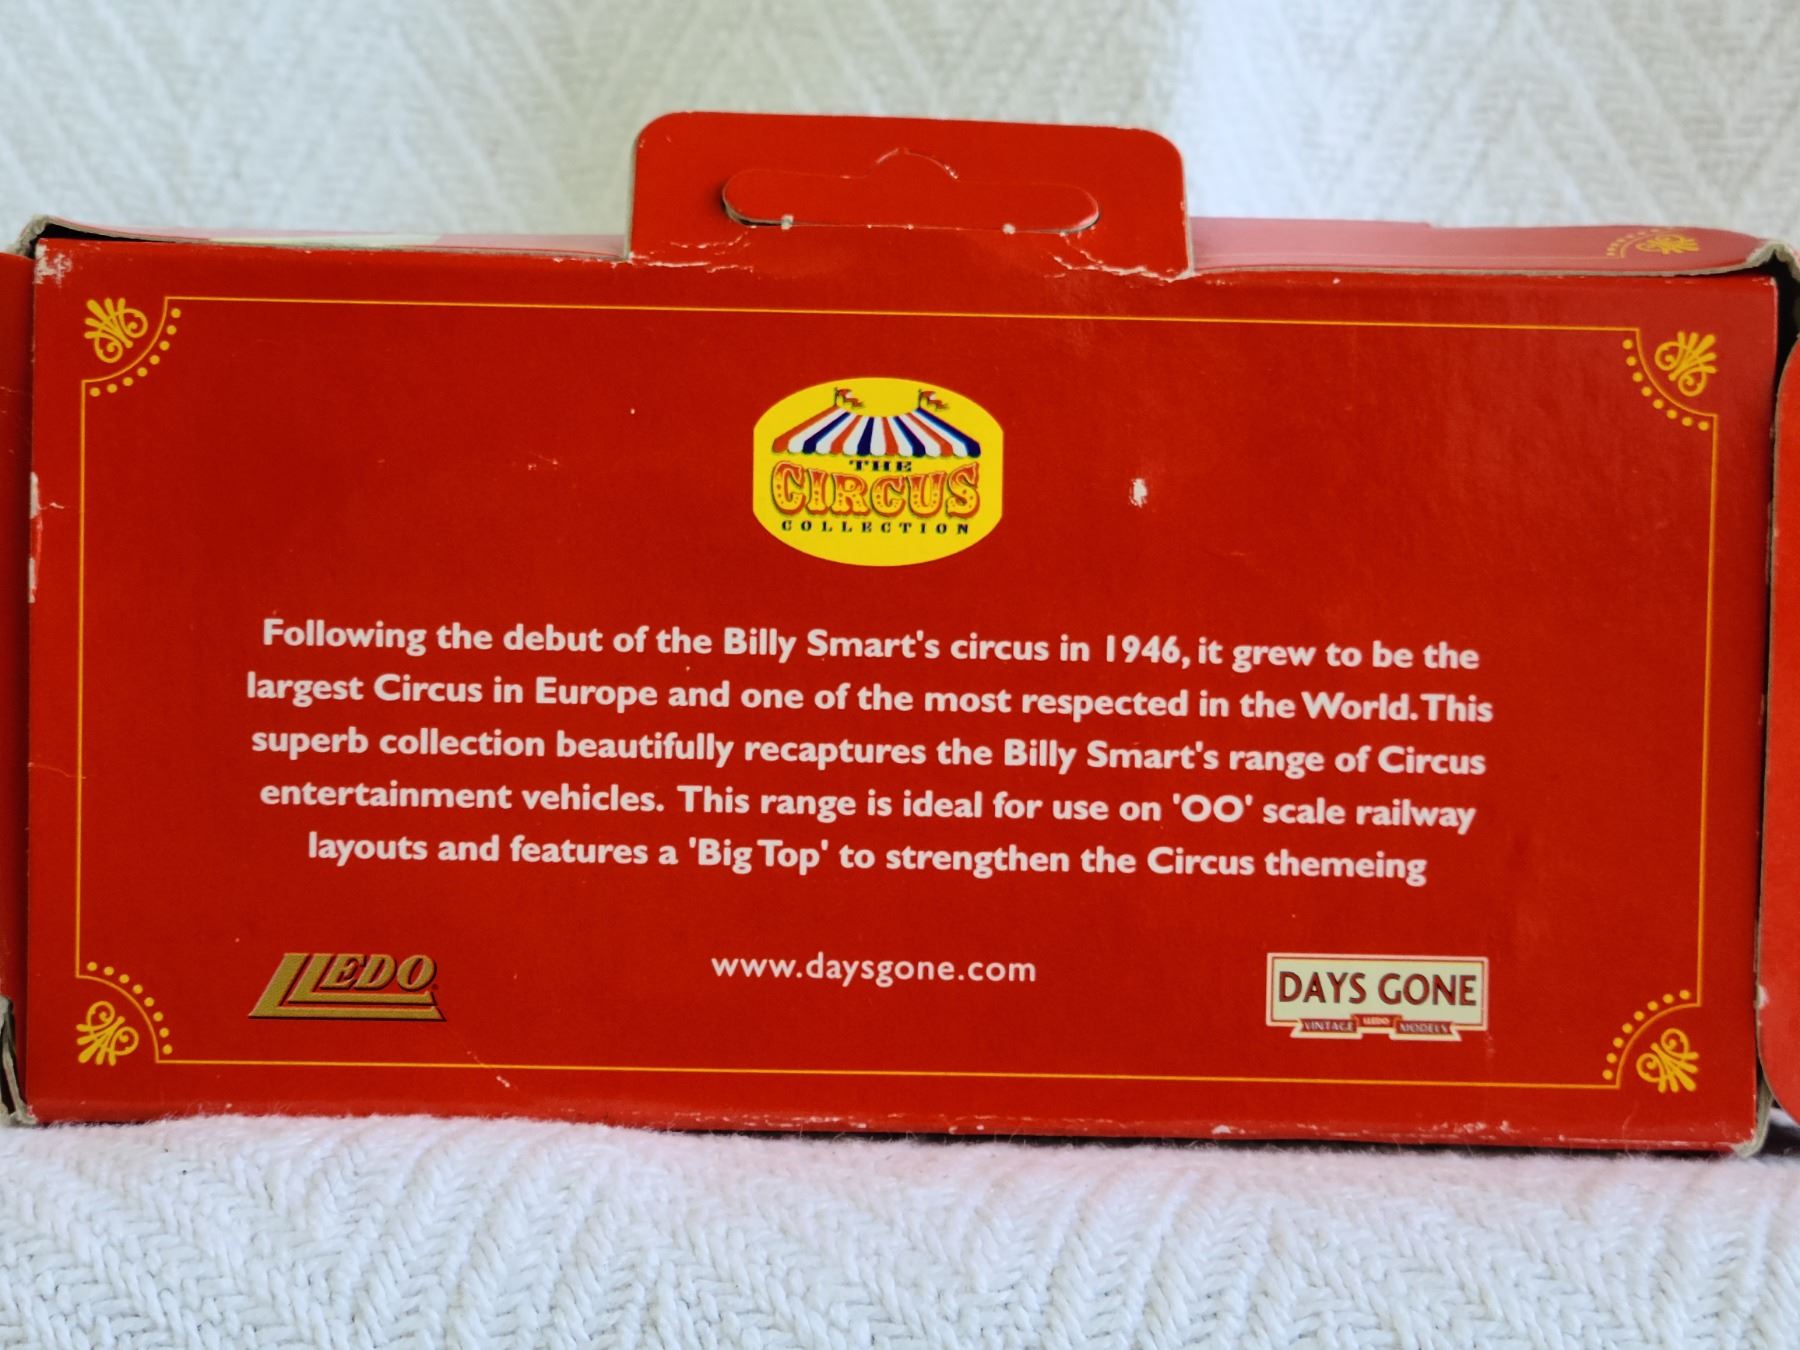 THE
CIRCUS
COLLECTION
Following the debut of the Billy Smart's circus in 1946, it grew to be the
largest Circus in Europe and one of the most respected in the World. This
superb collection beautifully recaptures the Billy Smart's range of Circus
entertainment vehicles. This range is ideal for use on 'OO' scale railway
layouts and features a 'Big Top' to strengthen the Circus themeing
LLEDO
www.daysgone.com
DAYS GONE
VINTAGE LLEDO MODELS